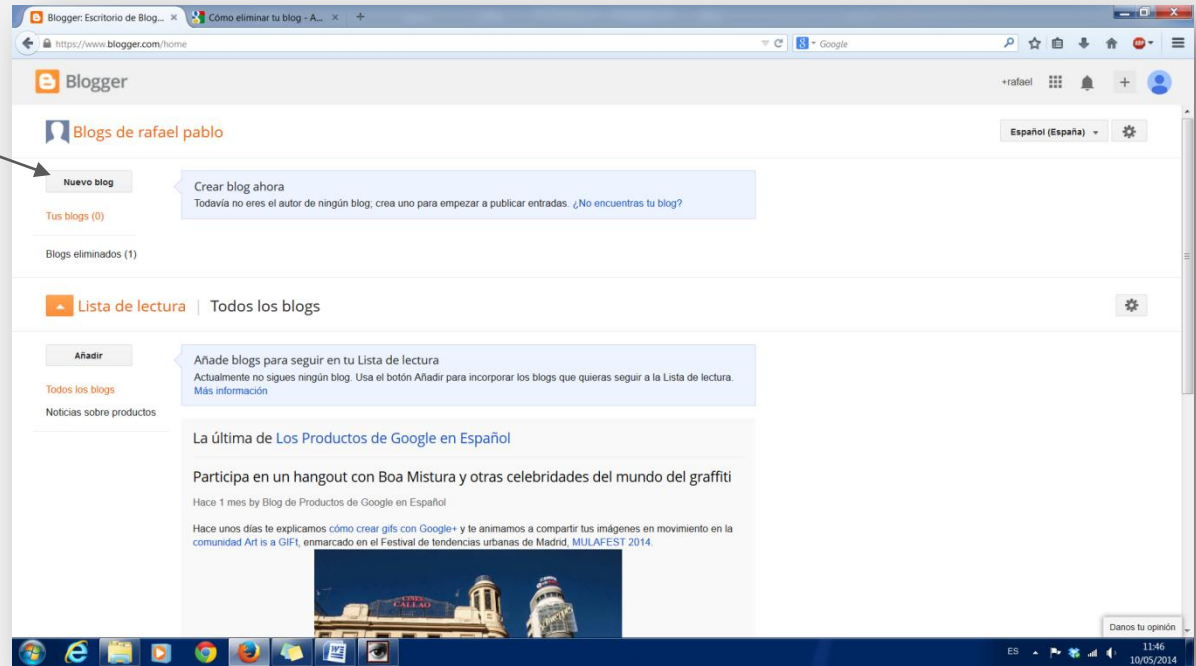 Blogger: Escritorio de Blog...
Cómo eliminar tu blog - A...
https://www.blogger.com/home
Google
Blogger
+rafael
Blogs de rafael pablo
Español (España)
Nuevo blog
Crear blog ahora
Todavía no eres el autor de ningún blog; crea uno para empezar a publicar entradas. ¿No encuentras tu blog?
Tus blogs (0)
Blogs eliminados (1)
Lista de lectura | Todos los blogs
Añadir
Añade blogs para seguir en tu Lista de lectura
Actualmente no sigues ningún blog. Usa el botón Añadir para incorporar los blogs que quieras seguir a la Lista de lectura.
Más información
Todos los blogs
Noticias sobre productos
La última de Los Productos de Google en Español
Participa en un hangout con Boa Mistura y otras celebridades del mundo del graffiti
Hace 1 mes by Blog de Productos de Google en Español
Hace unos días te explicamos cómo crear gifs con Google+ y te animamos a compartir tus imágenes en movimiento en la
comunidad Art is a GIFt, enmarcado en el Festival de tendencias urbanas de Madrid, MULAFEST 2014.
CALLAO
Danos tu opinión
ES
11:46
10/05/2014